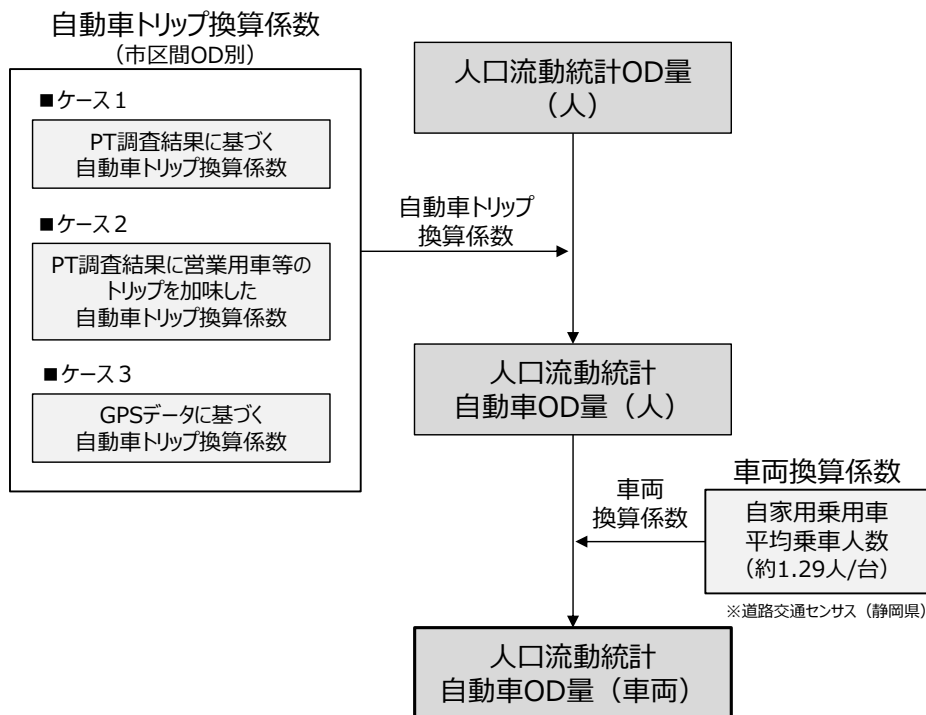 自動車トリップ換算係数
（市区間OD別）
■ケース１
PT調査結果に基づく
自動車トリップ換算係数
■ケース２
PT調査結果に営業用車等の
トリップを加味した
自動車トリップ換算係数
■ケース３
GPSデータに基づく
自動車トリップ換算係数
人口流動統計OD量
（人）
自動車トリップ
換算係数
人口流動統計
自動車OD量（人）
車両
換算係数
車両換算係数
自家用乗用車
平均乗車人数
（約1.29人/台）
※道路交通センサス（静岡県）
人口流動統計
自動車OD量（車両）